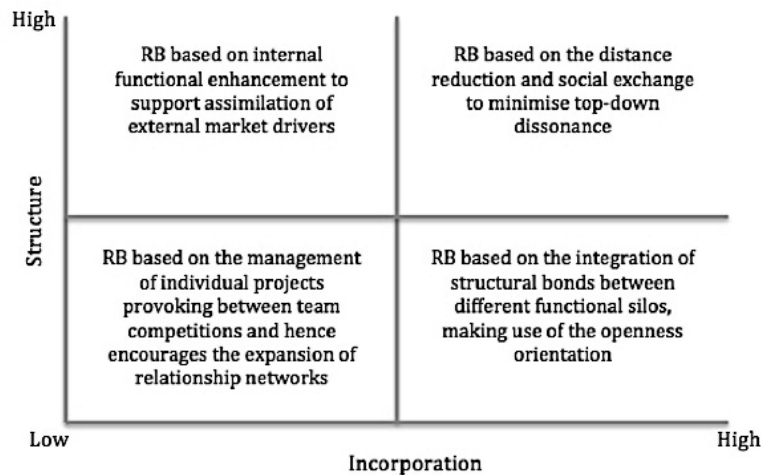 High
RB based on internal
functional enhancement to
support assimilation of
external market drivers
RB based on the distance
reduction and social exchange
to minimise top-down
dissonance
Structure
RB based on the management
of individual projects
provoking between team
competitions and hence
encourages the expansion of
relationship networks
RB based on the integration of
structural bonds between
different functional silos,
making use of the openness
orientation
Low
High
Incorporation